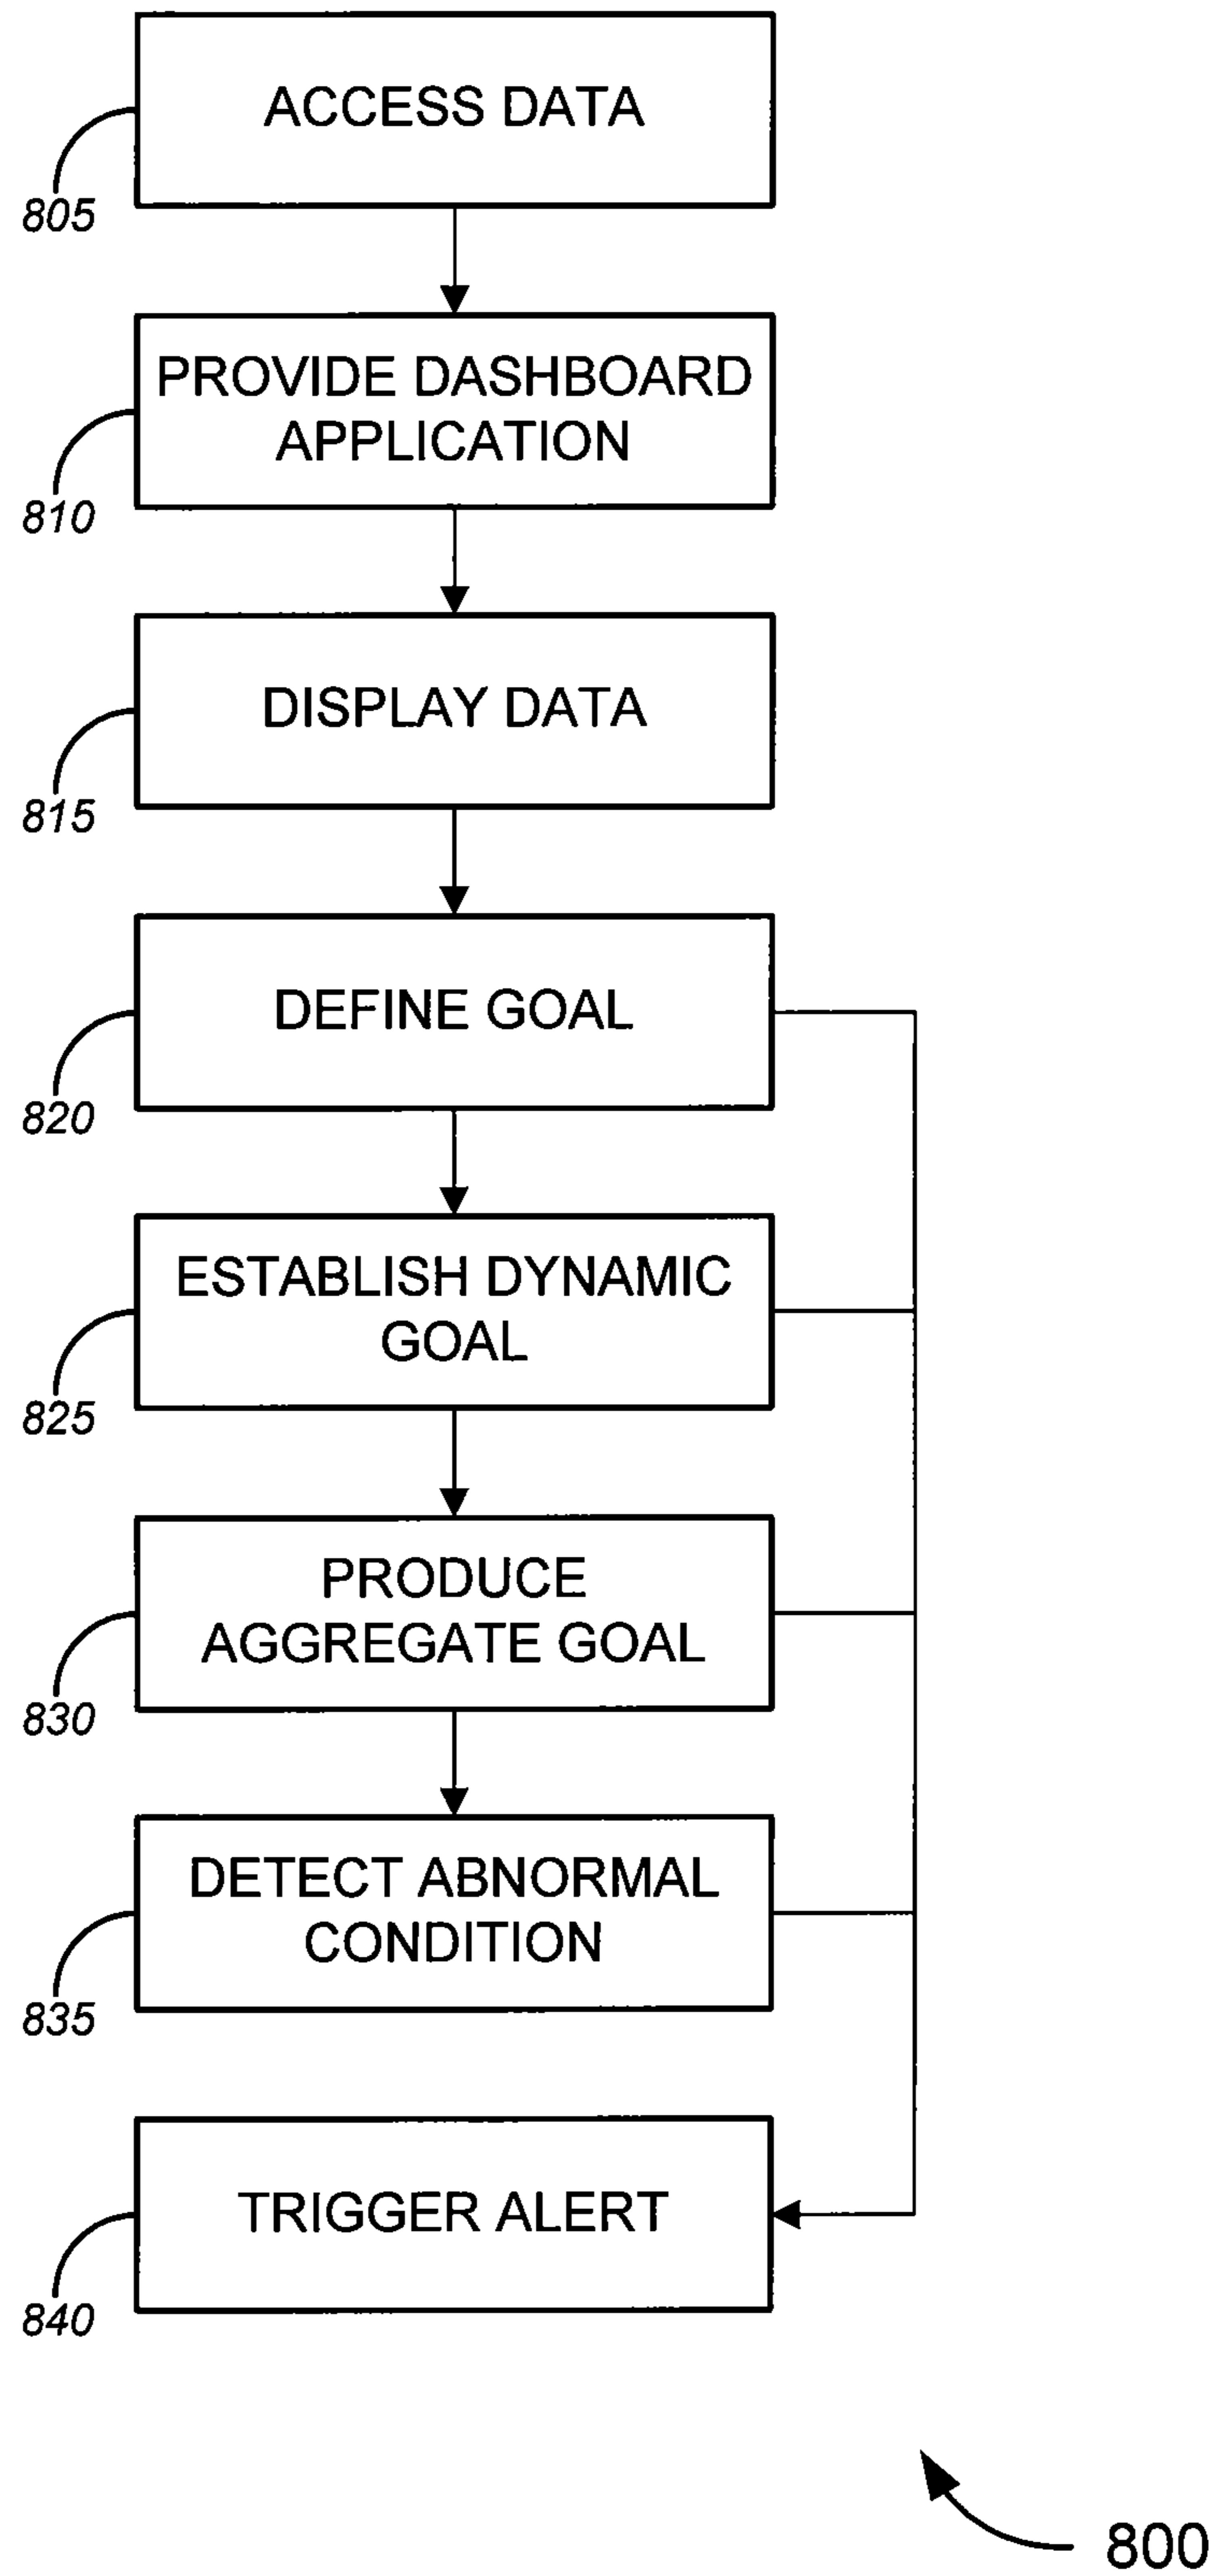 ACCESS DATA
805
PROVIDE DASHBOARD
APPLICATION
810
DISPLAY DATA
815
DEFINE GOAL
820
ESTABLISH DYNAMIC
GOAL
825
PRODUCE
AGGREGATE GOAL
830
DETECT ABNORMAL
CONDITION
835
TRIGGER ALERT
840
800